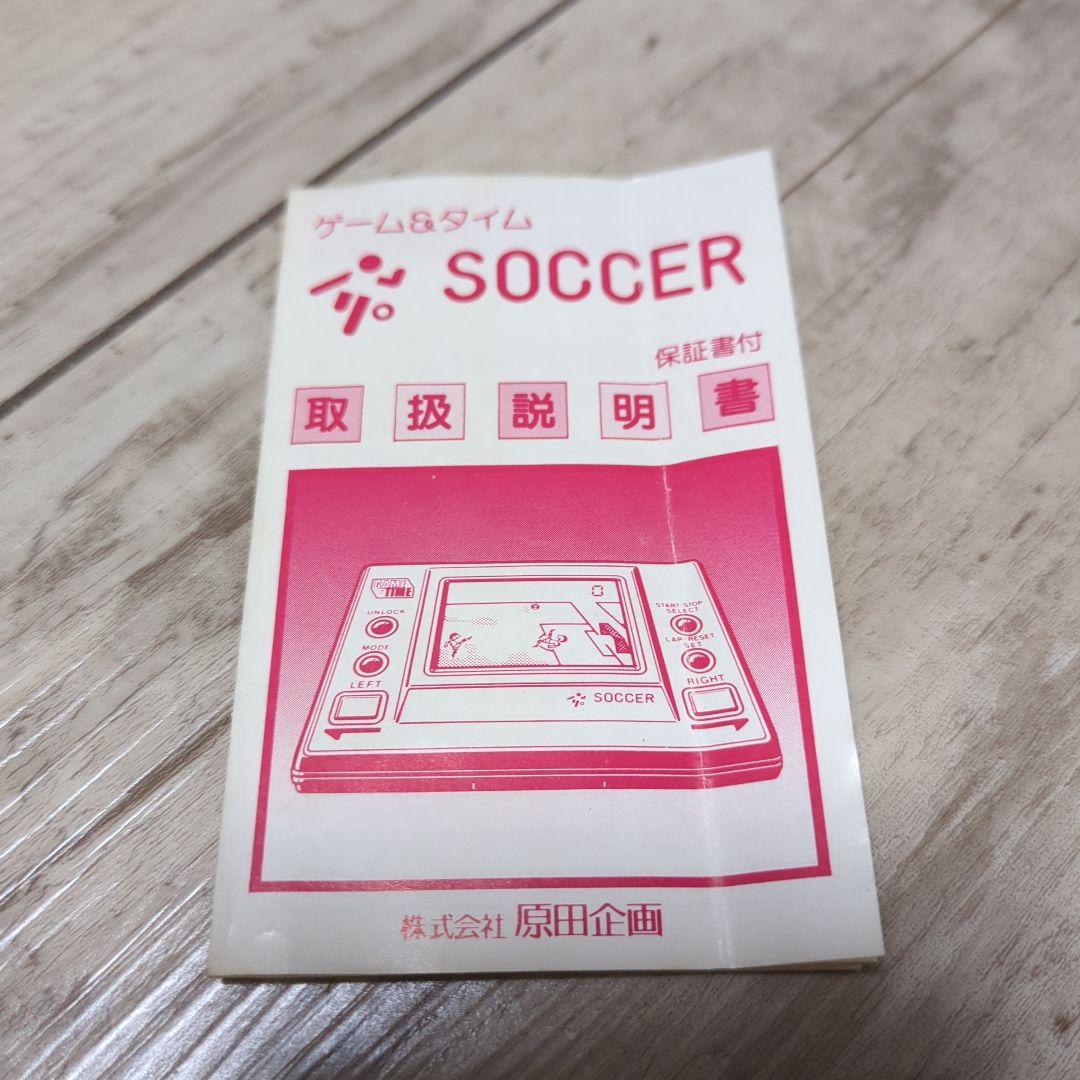 ゲーム&タイム
SOCCER
保証書付
取扱説明書
GAME & TIME
0
UNLOCK
MODE
LEFT
START·STOP
SELECT
LAP·RESET
SET
RIGHT
SOCCER
株式会社 原田企画